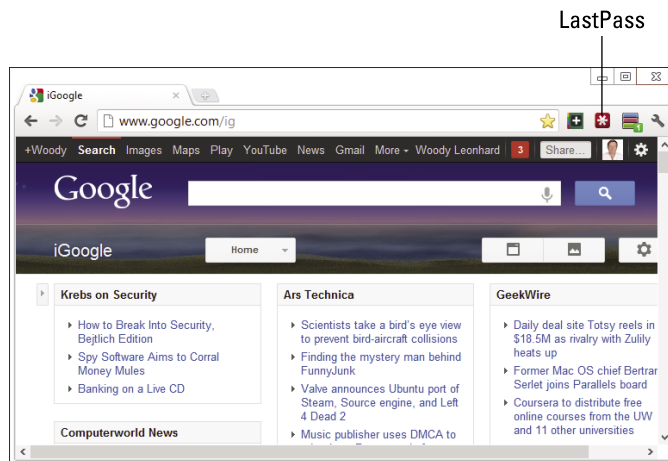 LastPass
iGoogle
www.google.com/ig
1
+Woody Search Images Maps Play YouTube News Gmail More Woody Leonhard 3 Share...
Google
iGoogle
Home
Krebs on Security
How to Break Into Security,
Bejtlich Edition
Spy Software Aims to Corral
Money Mules
Banking on a Live CD
Computerworld News
Ars Technica
Scientists take a bird's eye view
to prevent bird-aircraft collisions
Finding the mystery man behind
FunnyJunk
Valve announces Ubuntu port of
Steam, Source engine, and Left
4 Dead 2
Music publisher uses DMCA to
GeekWire
Daily deal site Totsy reels in
$18.5M as rivalry with Zulily
heats up
Former Mac OS chief Bertran
Serlet joins Parallels board
Coursera to distribute free
online courses from the UW
and 11 other universities